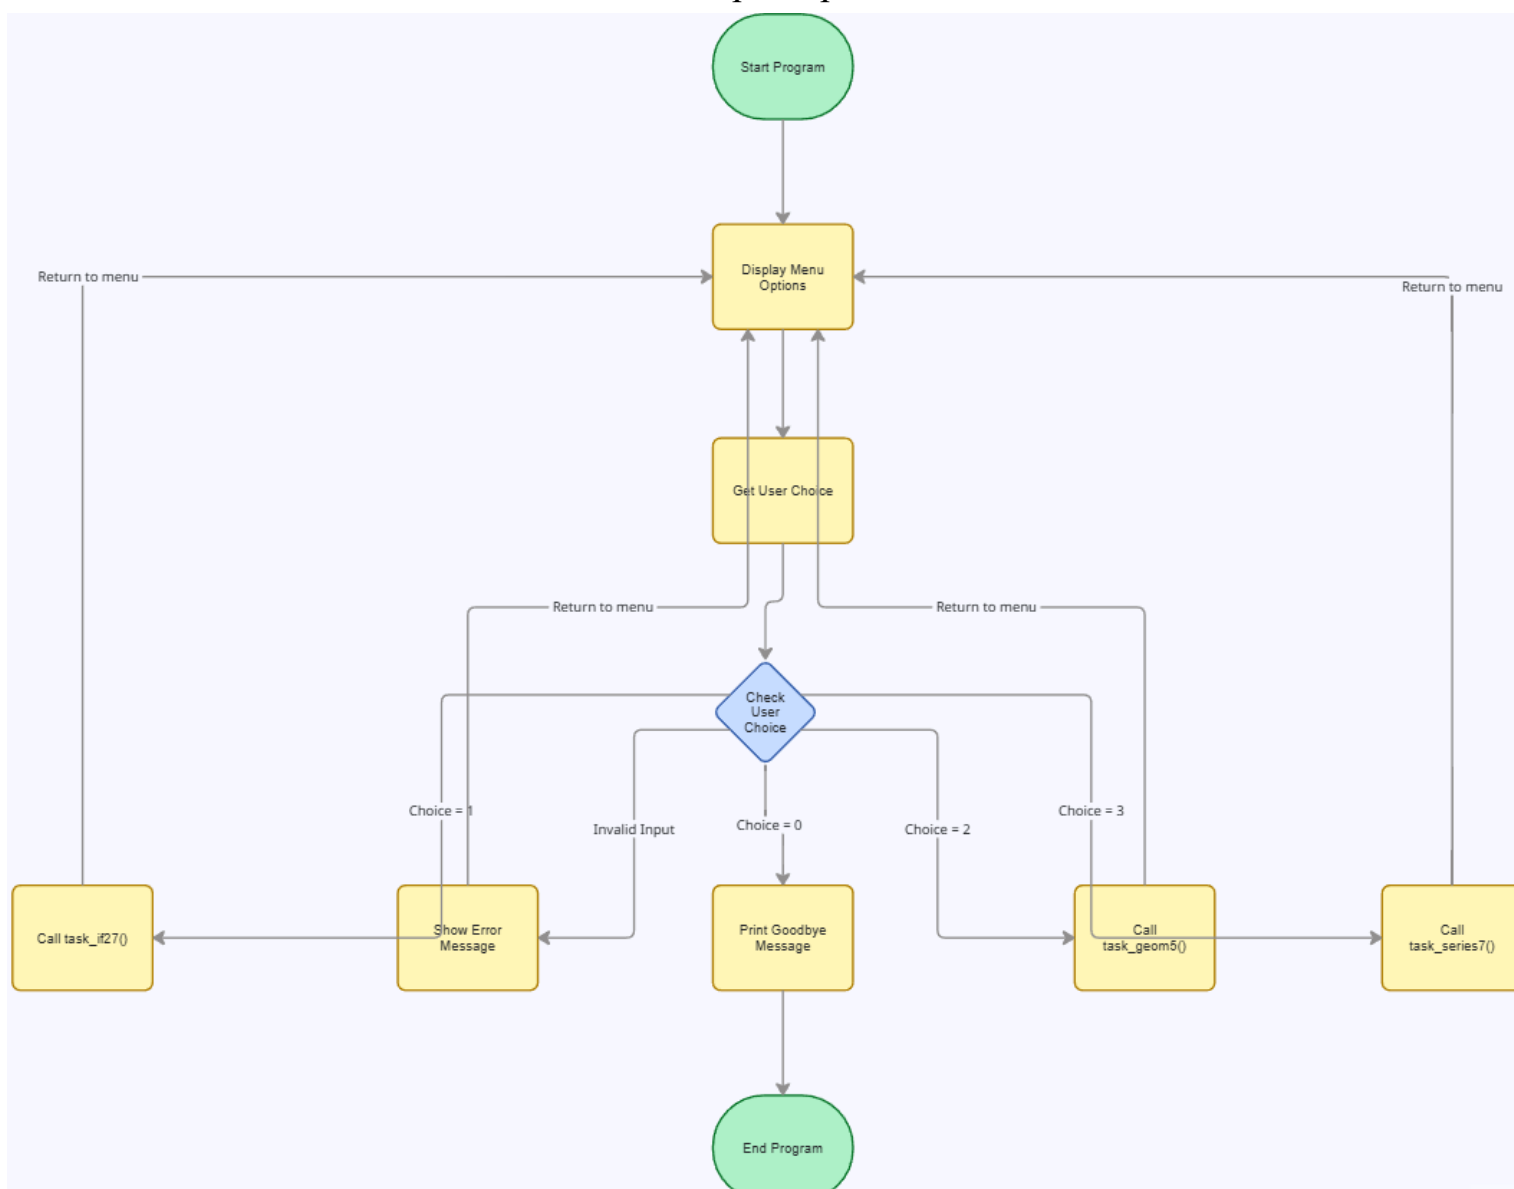 Start Program
Return to menu
Display Menu
Options
Return to menu
Get User Choice
Return to menu
Return to menu
Check
User
Choice
Choice = 1
Invalid Input
Choice = 0
Choice = 2
Choice = 3
Call task_if27()
Show Error
Message
Print Goodbye
Message
Call
task_geom5()
Call
task_series7()
End Program